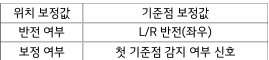 위치 보정값 기준점 보정값
반전 여부 L/R 반전(좌우)
보정 여부 첫 기준점 감지 여부 신호